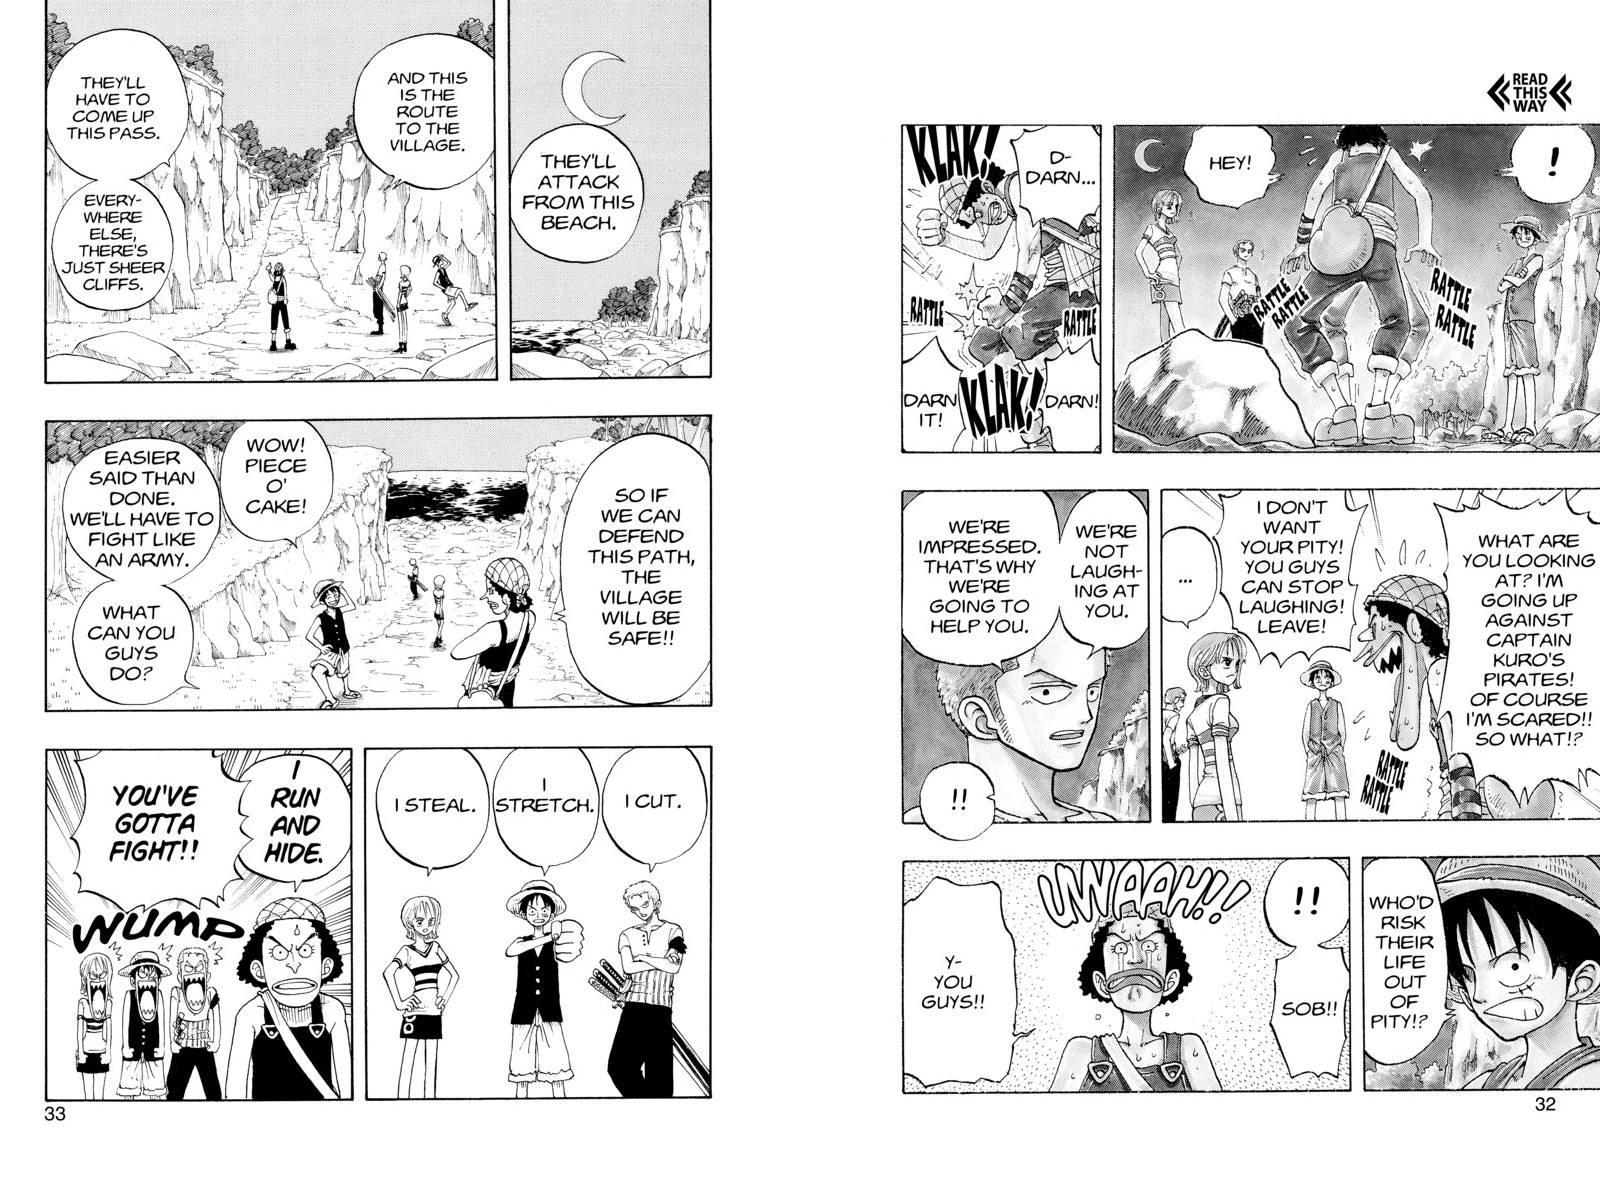 READ
THIS
WAY
!
HEY!
RATTLE
RATTLE
RATTLE
RATTLE
D-
DARN...
KLAK!
RATTLE
RATTLE
DARN!
KLAK!
DARN
IT!
WHAT ARE
YOU LOOKING
AT? I'M
GOING UP
AGAINST
CAPTAIN
KURO'S
PIRATES!
OF COURSE
I'M SCARED!!
SO WHAT!?
RATTLE
RATTLE
I DON'T
WANT
YOUR PITY!
YOU GUYS
CAN STOP
LAUGHING!
LEAVE!
...
WE'RE
NOT
LAUGH-
ING AT
YOU.
WE'RE
IMPRESSED.
THAT'S WHY
WE'RE
GOING TO
HELP YOU.
!!
WHO'D
RISK
THEIR
LIFE
OUT
OF
PITY!?
!!
SOB!!
UWAAH!!
Y-
YOU
GUYS!!
32
THEY'LL
ATTACK
FROM THIS
BEACH.
AND THIS
IS THE
ROUTE
TO THE
VILLAGE.
THEY'LL
HAVE TO
COME UP
THIS PASS.
EVERY-
WHERE
ELSE,
THERE'S
JUST SHEER
CLIFFS.
SO IF
WE CAN
DEFEND
THIS PATH,
THE
VILLAGE
WILL BE
SAFE!!
WOW!
PIECE
O'
CAKE!
EASIER
SAID THAN
DONE.
WE'LL HAVE TO
FIGHT LIKE
AN ARMY.
WHAT
CAN YOU
GUYS
DO?
I CUT.
I
STRETCH.
I STEAL.
I
RUN
AND
HIDE.
YOU'VE
GOTTA
FIGHT!!
WUMP
33